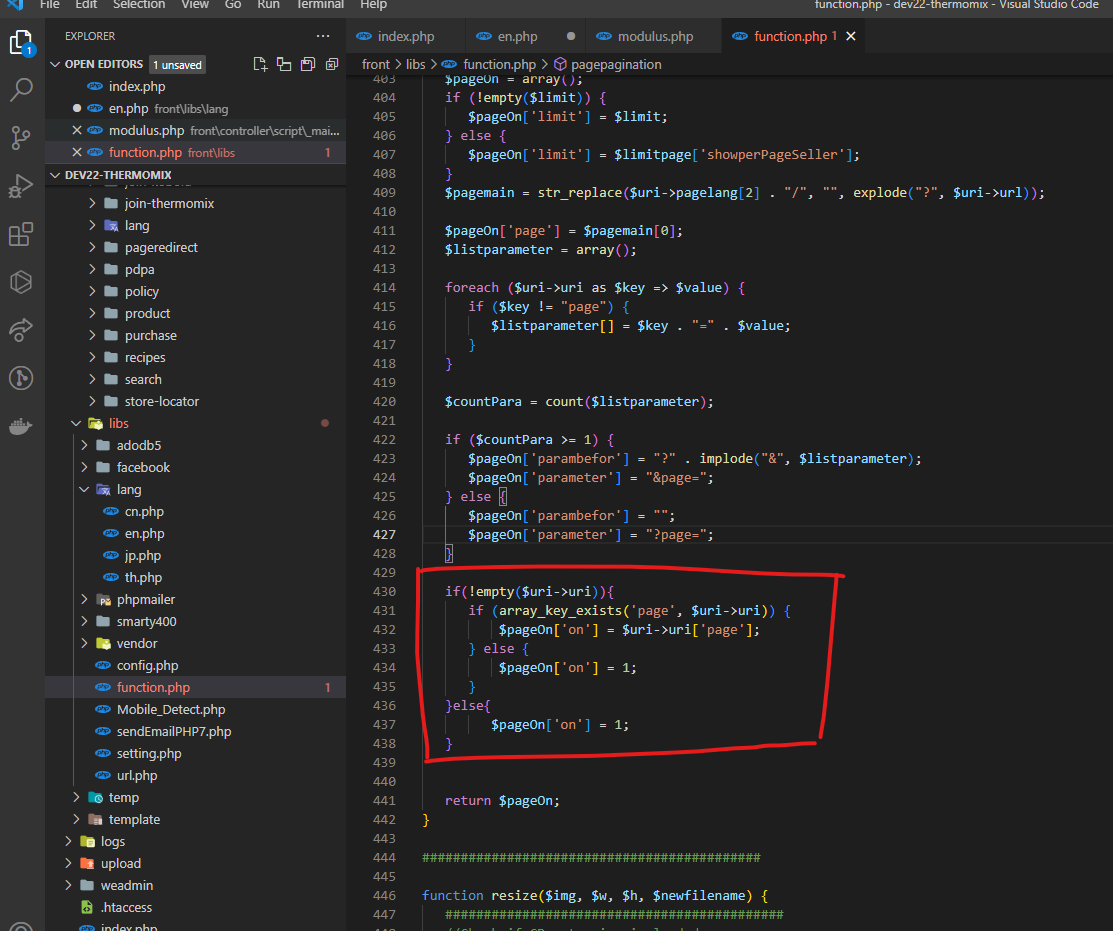 File Edit Selection View Go Run Terminal Help
function.php - dev22-thermomix - Visual Studio Code
1
EXPLORER
OPEN EDITORS 1 unsaved
index.php
en.php front\libs\lang
modulus.php front\controller\script\_mai...
function.php front\libs 1
DEV22-THERMOMIX
join-thermomix
lang
pageredirect
pdpa
policy
product
purchase
recipes
search
store-locator
libs
adodb5
facebook
lang
cn.php
en.php
jp.php
th.php
phpmailer
smarty400
vendor
config.php
function.php 1
Mobile_Detect.php
sendEmailPHP7.php
setting.php
url.php
temp
template
logs
upload
weadmin
.htaccess
index.php
index.php
en.php
modulus.php
function.php 1
front > libs > function.php > pagepagination
403 $pageOn = array();
404 if (!empty($limit)) {
405 $pageOn['limit'] = $limit;
406 } else {
407 $pageOn['limit'] = $limitpage['showperPageSeller'];
408 }
409 $pagemain = str_replace($uri->pagelang[2] . "/", "", explode("?", $uri->url));
410
411 $pageOn['page'] = $pagemain[0];
412 $listparameter = array();
413
414 foreach ($uri->uri as $key => $value) {
415 if ($key != "page") {
416 $listparameter[] = $key . "=" . $value;
417 }
418 }
419
420 $countPara = count($listparameter);
421
422 if ($countPara >= 1) {
423 $pageOn['parambefor'] = "?" . implode("&", $listparameter);
424 $pageOn['parameter'] = "&page=";
425 } else {
426 $pageOn['parambefor'] = "";
427 $pageOn['parameter'] = "?page=";
428 }
429
430 if(!empty($uri->uri)){
431 if (array_key_exists('page', $uri->uri)) {
432 $pageOn['on'] = $uri->uri['page'];
433 } else {
434 $pageOn['on'] = 1;
435 }
436 }else{
437 $pageOn['on'] = 1;
438 }
439
440
441 return $pageOn;
442 }
443
444 ############################################
445
446 function resize($img, $w, $h, $newfilename) {
447 ############################################